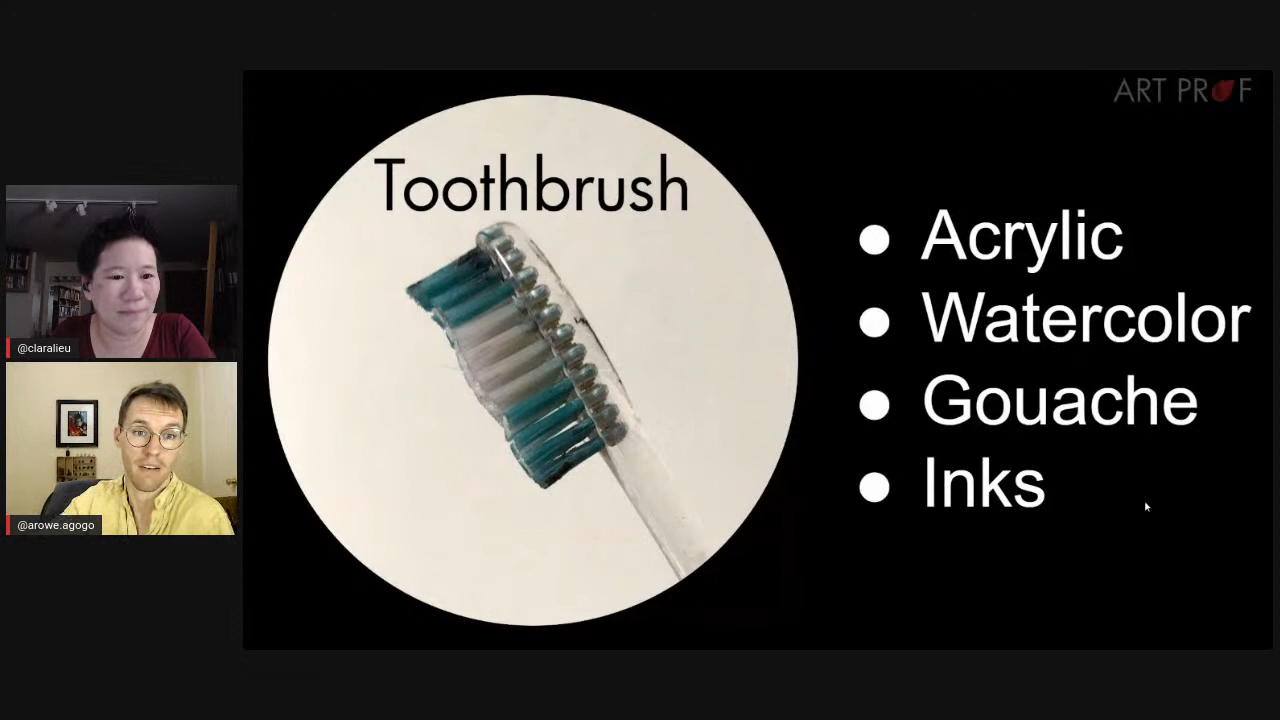 ART PROF
Toothbrush
Acrylic
Watercolor
Gouache
Inks
@claralieu
@arowe.agogo